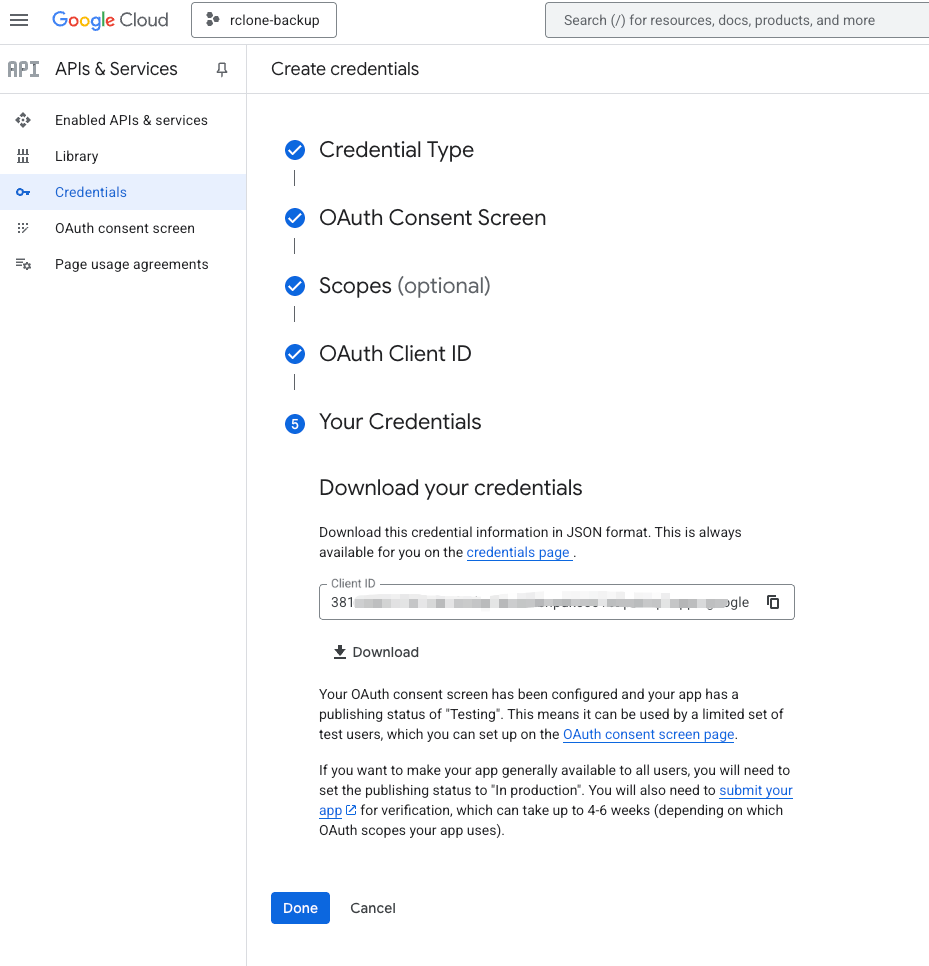 Google Cloud
rclone-backup
Search (/) for resources, docs, products, and more
API
APIs & Services
Create credentials
Enabled APIs & services
Library
Credentials
OAuth consent screen
Page usage agreements
Credential Type
OAuth Consent Screen
Scopes (optional)
OAuth Client ID
5
Your Credentials
Download your credentials
Download this credential information in JSON format. This is always
available for you on the credentials page .
Client ID
381
Download
Your OAuth consent screen has been configured and your app has a
publishing status of "Testing". This means it can be used by a limited set of
test users, which you can set up on the OAuth consent screen page.
If you want to make your app generally available to all users, you will need to
set the publishing status to "In production". You will also need to submit your
app for verification, which can take up to 4-6 weeks (depending on which
OAuth scopes your app uses).
Done
Cancel